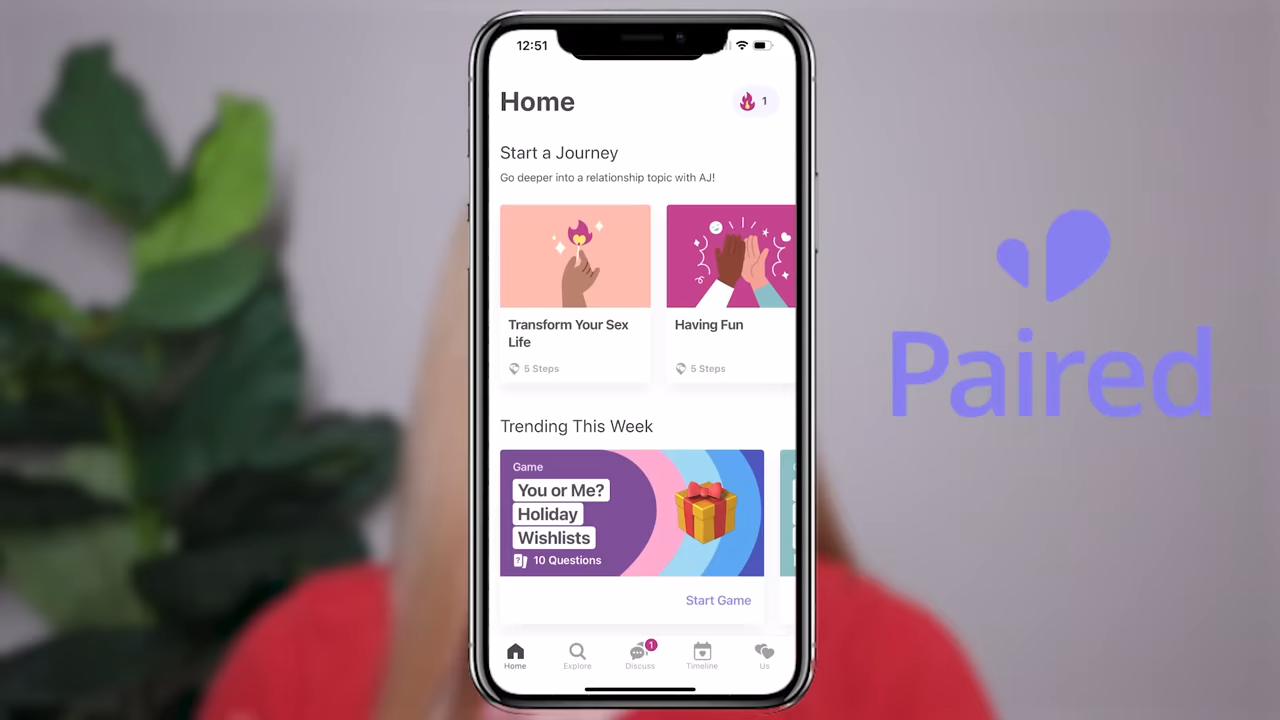 12:51
Home
1
Start a Journey
Go deeper into a relationship topic with AJ!
Transform Your Sex
Life
5 Steps
Having Fun
5 Steps
Trending This Week
Game
You or Me?
Holiday
Wishlists
? 10 Questions
Start Game
Home
Explore
1
Discuss
Timeline
Us
Paired